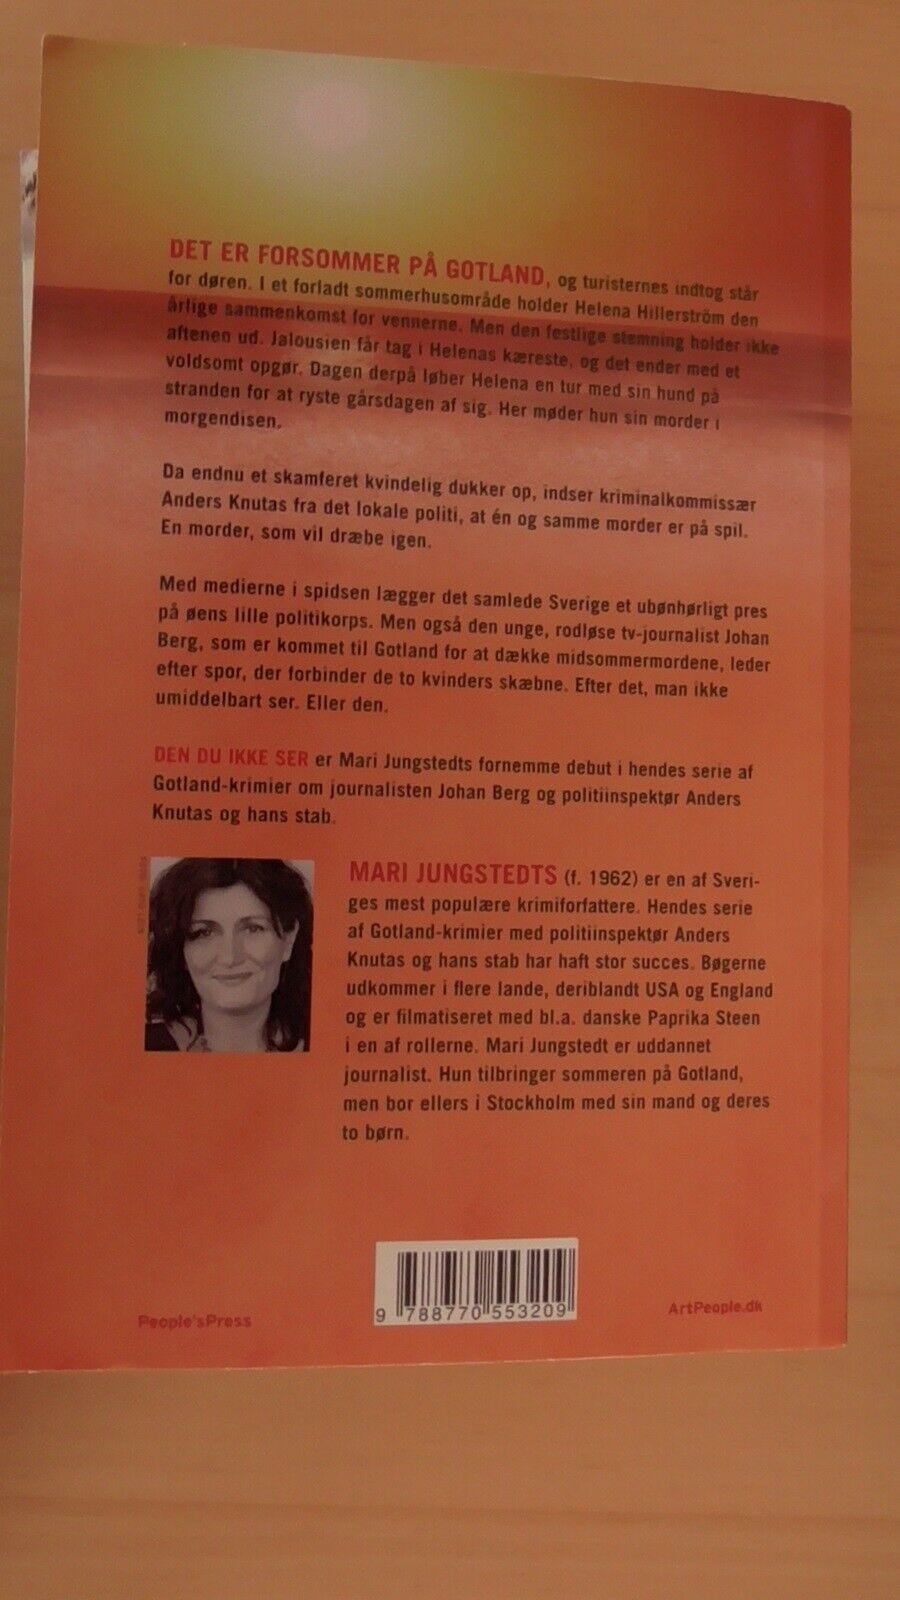 DET ER FORSOMMER PÅ GOTLAND, og turisternes indtog står
for døren. I et forladt sommerhusområde holder Helena Hillerström den
årlige sammenkomst for vennerne. Men den festlige stemning holder ikke
aftenen ud. Jalousien får tag i Helenas kæreste, og det ender med et
voldsomt opgør. Dagen derpå løber Helena en tur med sin hund på
stranden for at ryste gårsdagen af sig. Her møder hun sin morder i
morgendisen.
Da endnu et skamferet kvindelig dukker op, indser kriminalkommissær
Anders Knutas fra det lokale politi, at én og samme morder er på spil.
En morder, som vil dræbe igen.
Med medierne i spidsen lægger det samlede Sverige et ubønhørligt pres
på øens lille politikorps. Men også den unge, rodløse tv-journalist Johan
Berg, som er kommet til Gotland for at dække midsommermordene, leder
efter spor, der forbinder de to kvinders skæbne. Efter det, man ikke
umiddelbart ser. Eller den.
DEN DU IKKE SER er Mari Jungstedts fornemme debut i hendes serie af
Gotland-krimier om journalisten Johan Berg og politiinspektør Anders
Knutas og hans stab.
MARI JUNGSTEDTS (f. 1962) er en af Sveri-
ges mest populære krimiforfattere. Hendes serie
af Gotland-krimier med politiinspektør Anders
Knutas og hans stab har haft stor succes. Bøgerne
udkommer i flere lande, deriblandt USA og England
og er filmatiseret med bl.a. danske Paprika Steen
i en af rollerne. Mari Jungstedt er uddannet
journalist. Hun tilbringer sommeren på Gotland,
men bor ellers i Stockholm med sin mand og deres
to børn.
9 788770 553209
People'sPress
ArtPeople.dk